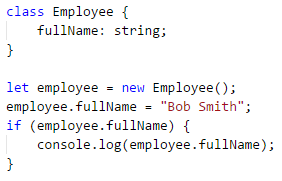 class Employee {
    fullName: string;
}

let employee = new Employee();
employee.fullName = "Bob Smith";
if (employee.fullName) {
    console.log(employee.fullName);
}